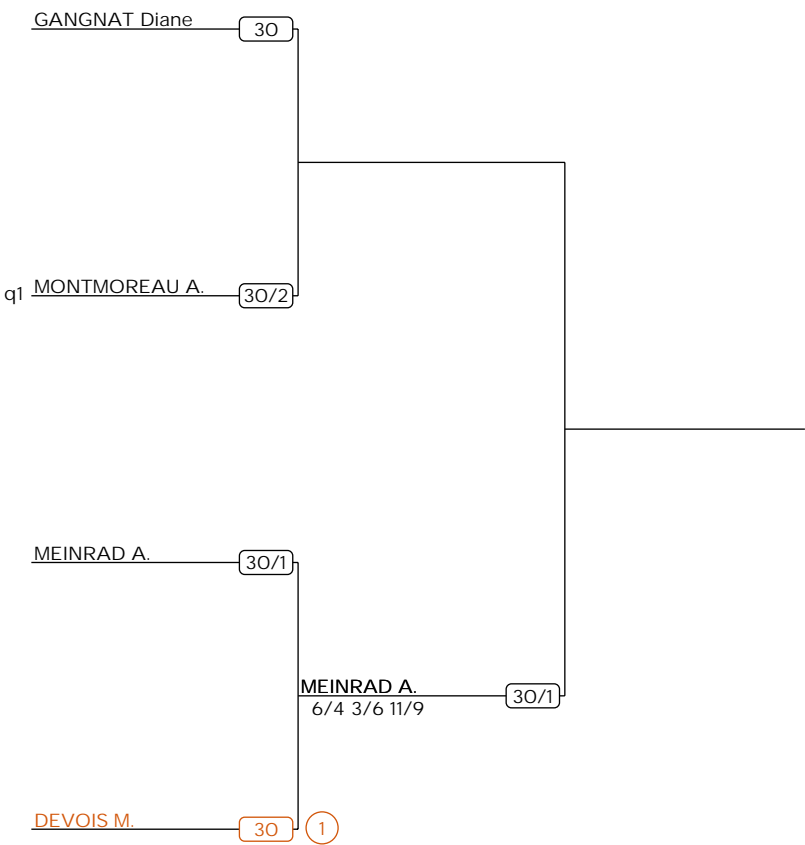 GANGNAT Diane 30
q1 MONTMOREAU A. 30/2
MEINRAD A. 30/1
MEINRAD A. 30/1
6/4 3/6 11/9
DEVOIS M. 30 1